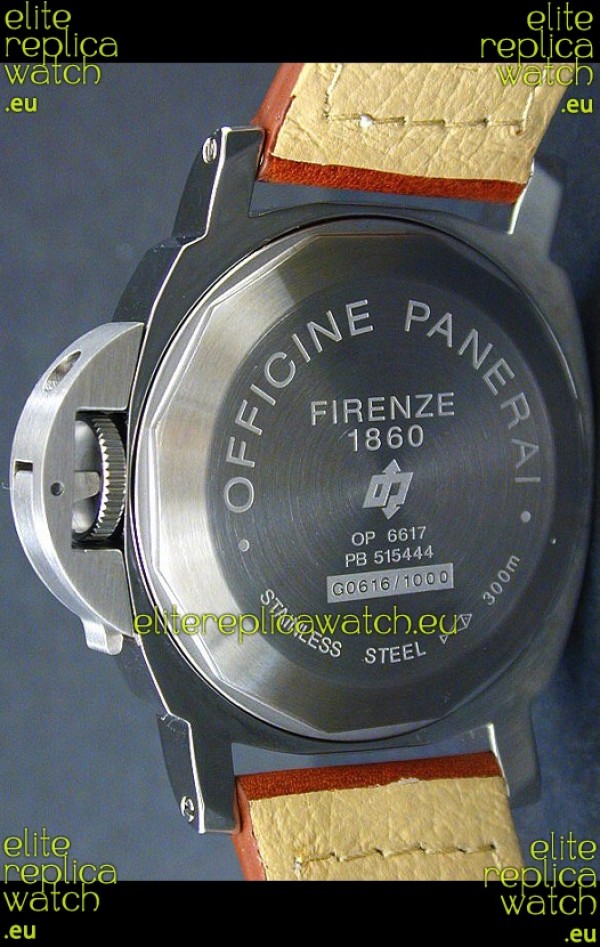 elite
replica
watch
.eu
elite
replica
watch
.eu
OFFICINE PANERAI
FIRENZE
1860
OP
OP 6617
PB 515444
G0616/1000
STAINLESS STEEL 300m
elitereplicawatch.eu
elite
replica
watch
.eu
elite
replica
watch
.eu